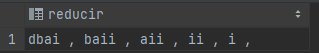 reducir
1 dbai , baii , aii , ii , i ,